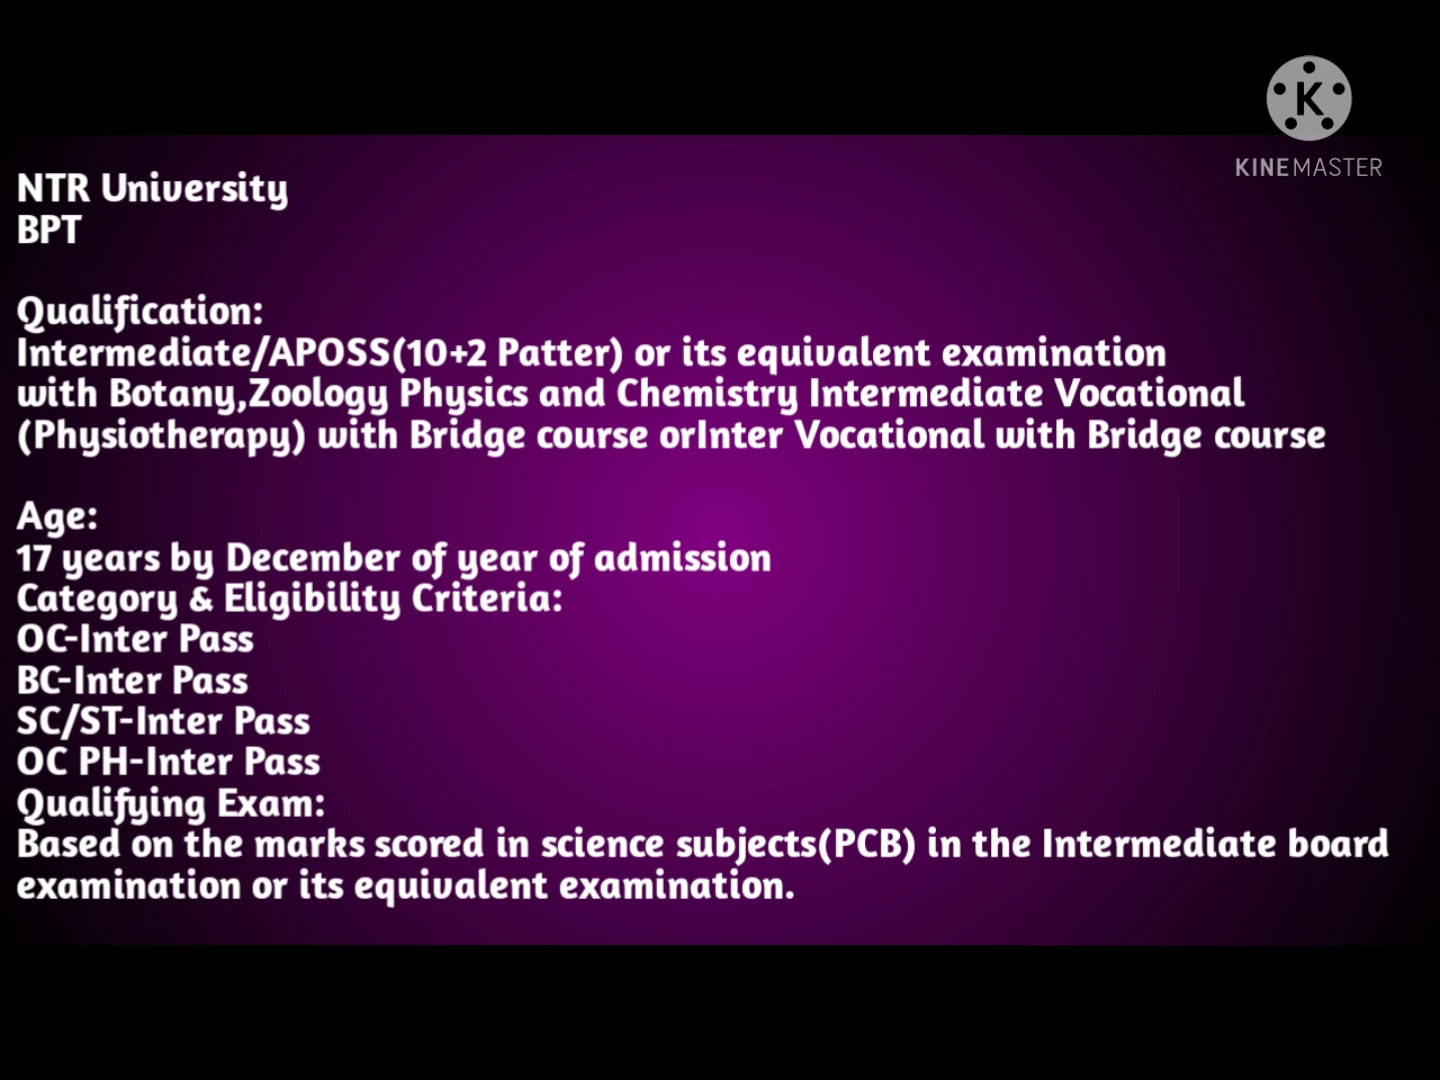 K
KINEMASTER
NTR University
BPT
Qualification:
Intermediate/APOSS(10+2 Patter) or its equivalent examination
with Botany,Zoology Physics and Chemistry Intermediate Vocational
(Physiotherapy) with Bridge course orInter Vocational with Bridge course
Age:
17 years by December of year of admission
Category & Eligibility Criteria:
OC-Inter Pass
BC-Inter Pass
SC/ST-Inter Pass
OC PH-Inter Pass
Qualifying Exam:
Based on the marks scored in science subjects(PCB) in the Intermediate board
examination or its equivalent examination.